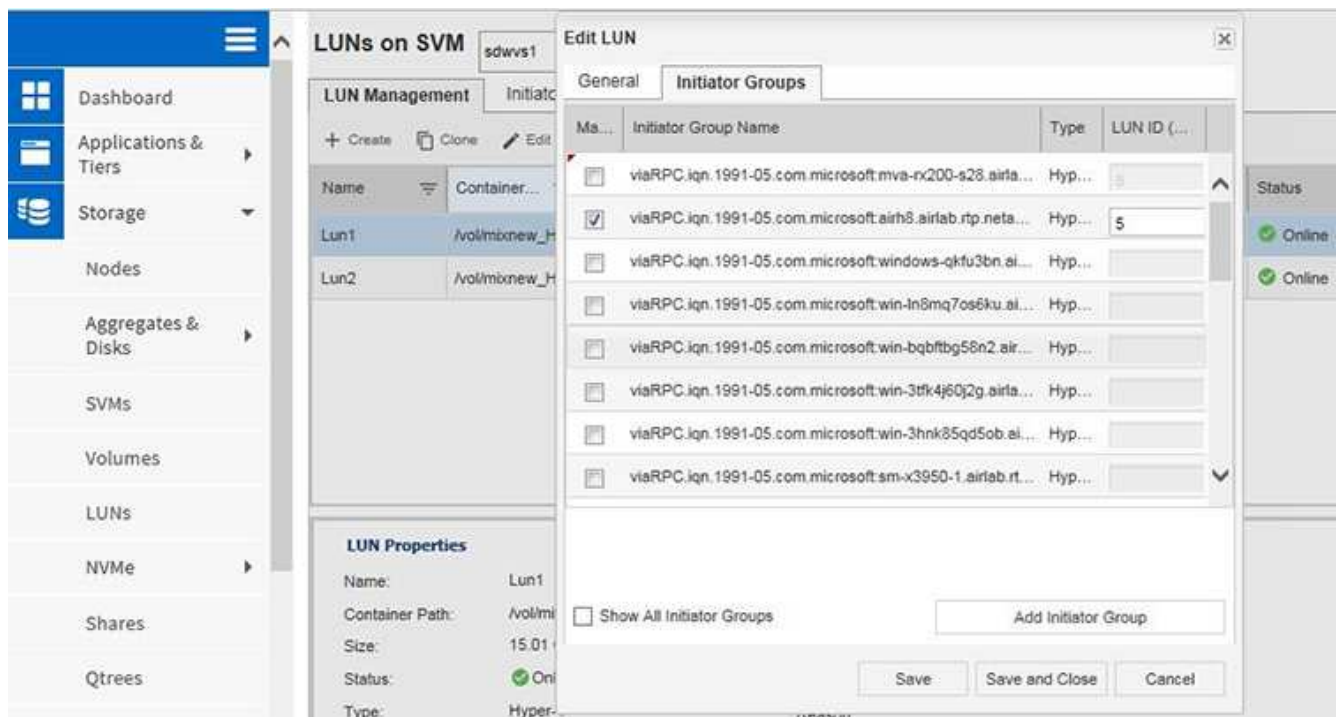 LUNs on SVM sdwvs1
Edit LUN
General Initiator Groups
Dashboard
Applications & Tiers
Storage
Nodes
Aggregates & Disks
SVMs
Volumes
LUNs
NVMe
Shares
Qtrees
LUN Management Initiato
+ Create Clone Edit
Name Container...
Lun1 /vol/mixnew_H
Lun2 /vol/mixnew_H
Ma... Initiator Group Name Type LUN ID (...
viaRPC.iqn.1991-05.com.microsoft:mva-rx200-s28.airla... Hyp...
viaRPC.iqn.1991-05.com.microsoft:airh8.airlab.rtp.neta... Hyp... 5
viaRPC.iqn.1991-05.com.microsoft:windows-qkfu3bn.ai... Hyp...
viaRPC.iqn.1991-05.com.microsoft:win-ln8mq7os6ku.ai... Hyp...
viaRPC.iqn.1991-05.com.microsoft:win-bqbftbg58n2.air... Hyp...
viaRPC.iqn.1991-05.com.microsoft:win-3tfk4j60j2g.airla... Hyp...
viaRPC.iqn.1991-05.com.microsoft:win-3hnk85qd5ob.ai... Hyp...
viaRPC.iqn.1991-05.com.microsoft:sm-x3950-1.airlab.rt... Hyp...
Status
Online
Online
Show All Initiator Groups
Add Initiator Group
Save Save and Close Cancel
LUN Properties
Name: Lun1
Container Path: /vol/mi
Size: 15.01
Status: Onl
Type: Hyper-